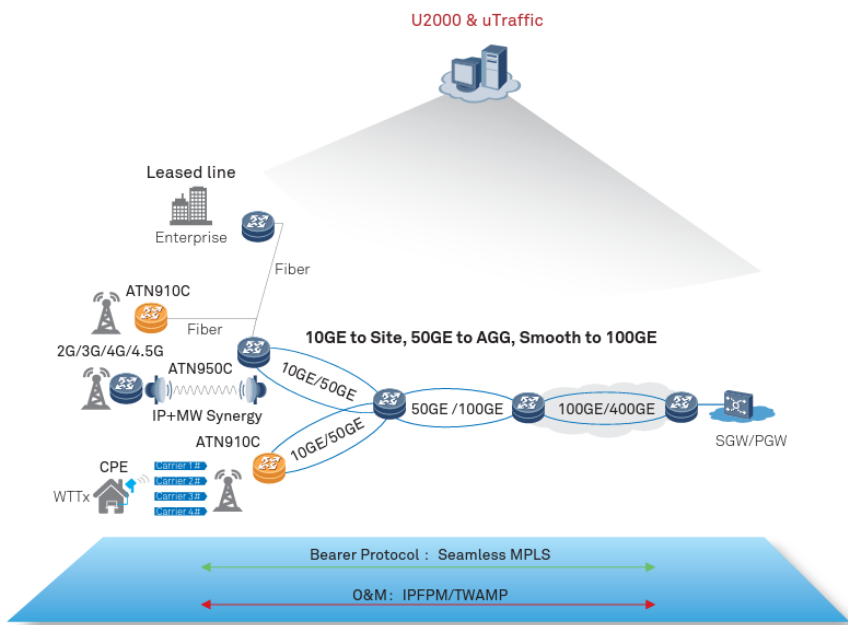 U2000 & uTraffic
Leased line
Enterprise
Fiber
ATN910C
Fiber
2G/3G/4G/4.5G
10GE to Site, 50GE to AGG, Smooth to 100GE
ATN950C
10GE/50GE
IP+MW Synergy
50GE /100GE
100GE/400GE
SGW/PGW
ATN910C
10GE/50GE
CPE
WTTx
Carrier 1#
Carrier 2#
Carrier 3#
Carrier 4#
Bearer Protocol : Seamless MPLS
O&M : IPFPM/TWAMP